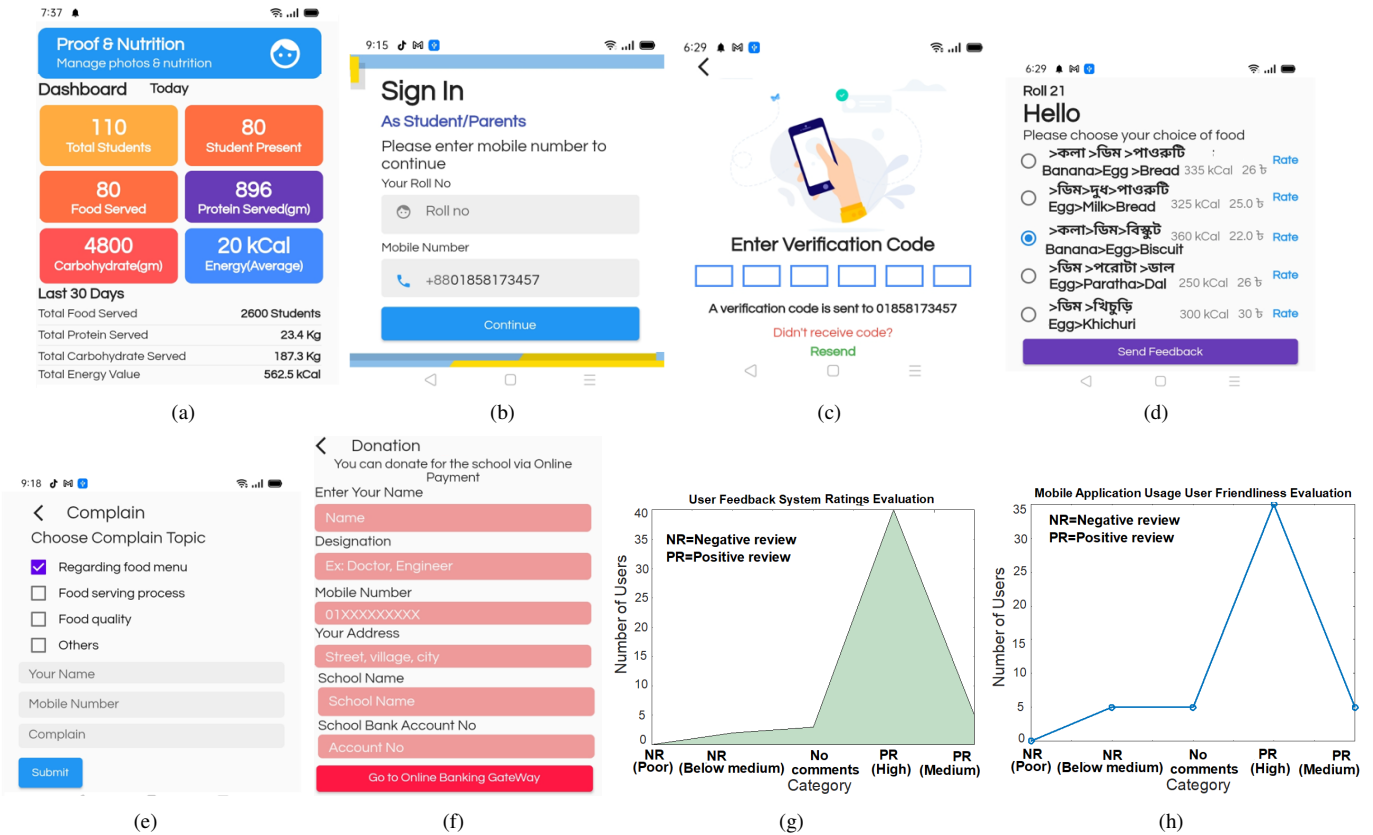 7:37
Proof & Nutrition
Manage photos & nutrition
Dashboard Today
110
Total Students
80
Student Present
80
Food Served
896
Protein Served(gm)
4800
Carbohydrate(gm)
20 kCal
Energy(Average)
Last 30 Days
Total Food Served 2600 Students
Total Protein Served 23.4 Kg
Total Carbohydrate Served 187.3 Kg
Total Energy Value 562.5 kCal
(a)
9:15
Sign In
As Student/Parents
Please enter mobile number to
continue
Your Roll No
Roll no
Mobile Number
+8801858173457
Continue
(b)
6:29
Enter Verification Code
A verification code is sent to 01858173457
Didn't receive code?
Resend
(c)
6:29
Roll 21
Hello
Please choose your choice of food
>কলা >ডিম >পাওরুটি
Banana>Egg >Bread 335 kCal 26 ৳ Rate
>ডিম>দুধ>পাওরুটি
Egg>Milk>Bread 325 kCal 25.0 ৳ Rate
>কলা>ডিম>বিস্কুট
Banana>Egg>Biscuit 360 kCal 22.0 ৳ Rate
>ডিম >পরোটা >ডাল
Egg>Paratha>Dal 250 kCal 26 ৳ Rate
>ডিম >খিচুড়ি
Egg>Khichuri 300 kCal 30 ৳ Rate
Send Feedback
(d)
9:18
Complain
Choose Complain Topic
Regarding food menu
Food serving process
Food quality
Others
Your Name
Mobile Number
Complain
Submit
(e)
Donation
You can donate for the school via Online
Payment
Enter Your Name
Name
Designation
Ex: Doctor, Engineer
Mobile Number
01XXXXXXXXX
Your Address
Street, village, city
School Name
School Name
School Bank Account No
Account No
Go to Online Banking GateWay
(f)
User Feedback System Ratings Evaluation
NR=Negative review
PR=Positive review
Number of Users
40
35
30
25
20
15
10
5
0
NR
(Poor)
NR
(Below medium)
No
comments
PR
(High)
PR
(Medium)
Category
(g)
Mobile Application Usage User Friendliness Evaluation
NR=Negative review
PR=Positive review
Number of Users
35
30
20
15
10
5
0
NR
(Poor)
NR
(Below medium)
No
comments
PR
(High)
PR
(Medium)
Category
(h)